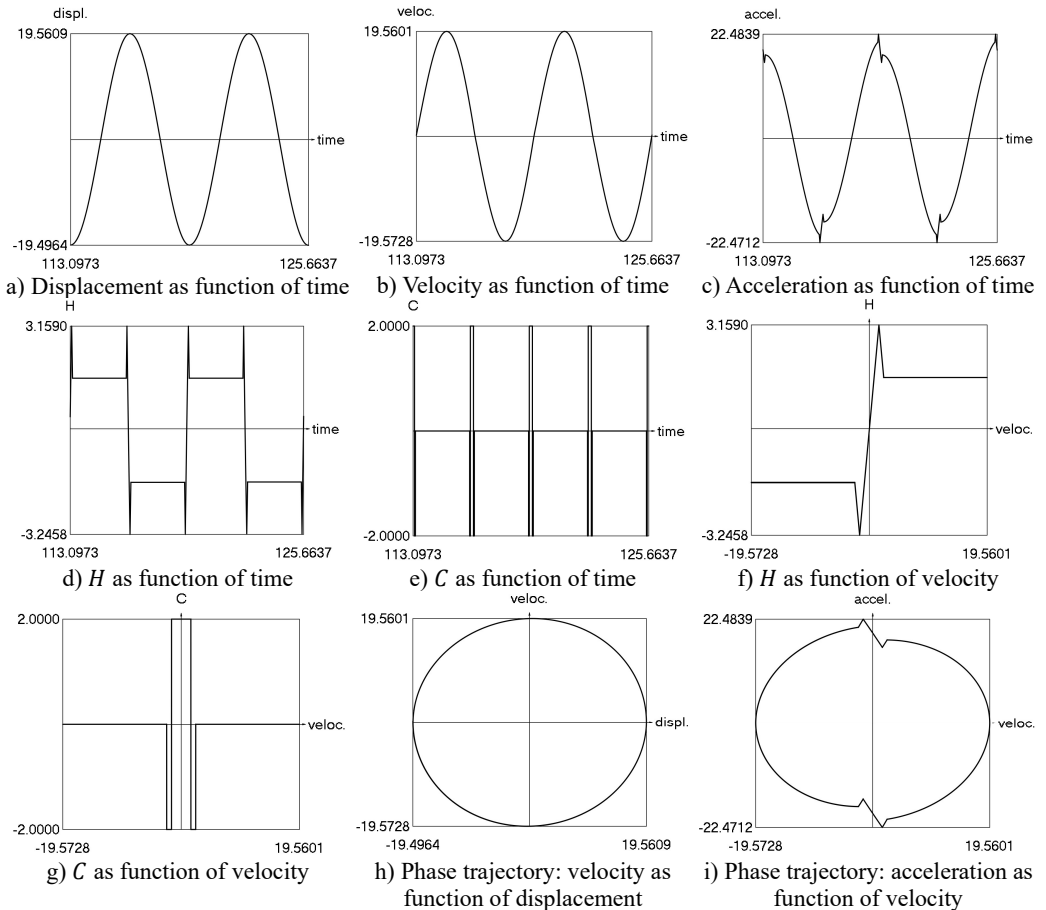 displ.
19.5609
time
-19.4964
113.0973
125.6637
a) Displacement as function of time
veloc.
19.5601
time
-19.5728
113.0973
125.6637
b) Velocity as function of time
accel.
22.4839
time
-22.4712
113.0973
125.6637
c) Acceleration as function of time
H
3.1590
time
-3.2458
113.0973
125.6637
d) H as function of time
C
2.0000
time
-2.0000
113.0973
125.6637
e) C as function of time
H
3.1590
veloc.
-3.2458
-19.5728
19.5601
f) H as function of velocity
C
2.0000
veloc.
-2.0000
-19.5728
19.5601
g) C as function of velocity
veloc.
19.5601
displ.
-19.5728
-19.4964
19.5609
h) Phase trajectory: velocity as
function of displacement
accel.
22.4839
veloc.
-22.4712
-19.5728
19.5601
i) Phase trajectory: acceleration as
function of velocity